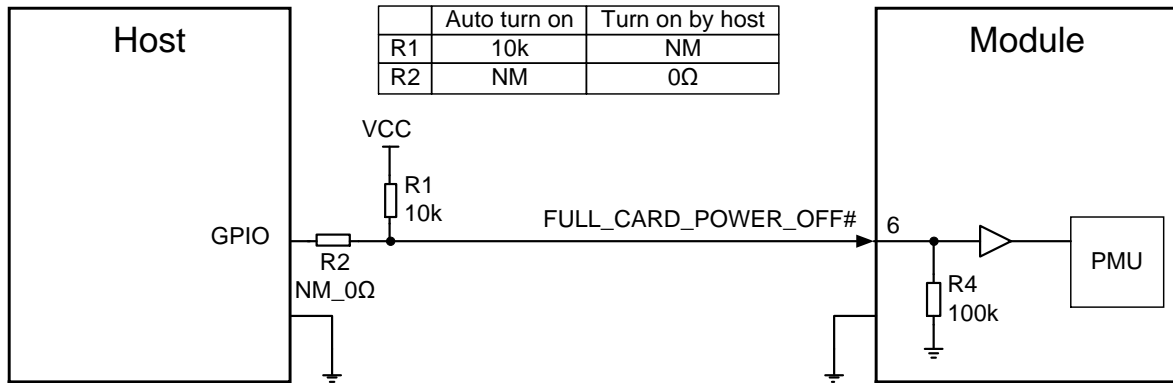 Host
Auto turn on Turn on by host
R1 10k NM
R2 NM 0Ω
Module
VCC
R1
10k
GPIO
R2
NM_0Ω
FULL_CARD_POWER_OFF#
6
PMU
R4
100k